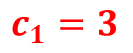 c₁ = 3